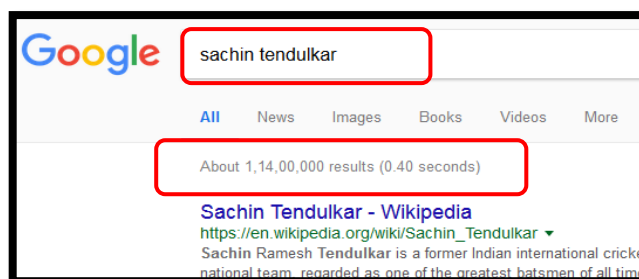 Google
sachin tendulkar
All News Images Books Videos More
About 1,14,00,000 results (0.40 seconds)
Sachin Tendulkar - Wikipedia
https://en.wikipedia.org/wiki/Sachin_Tendulkar
Sachin Ramesh Tendulkar is a former Indian international
national team, regarded as one of the greatest batsmen of all